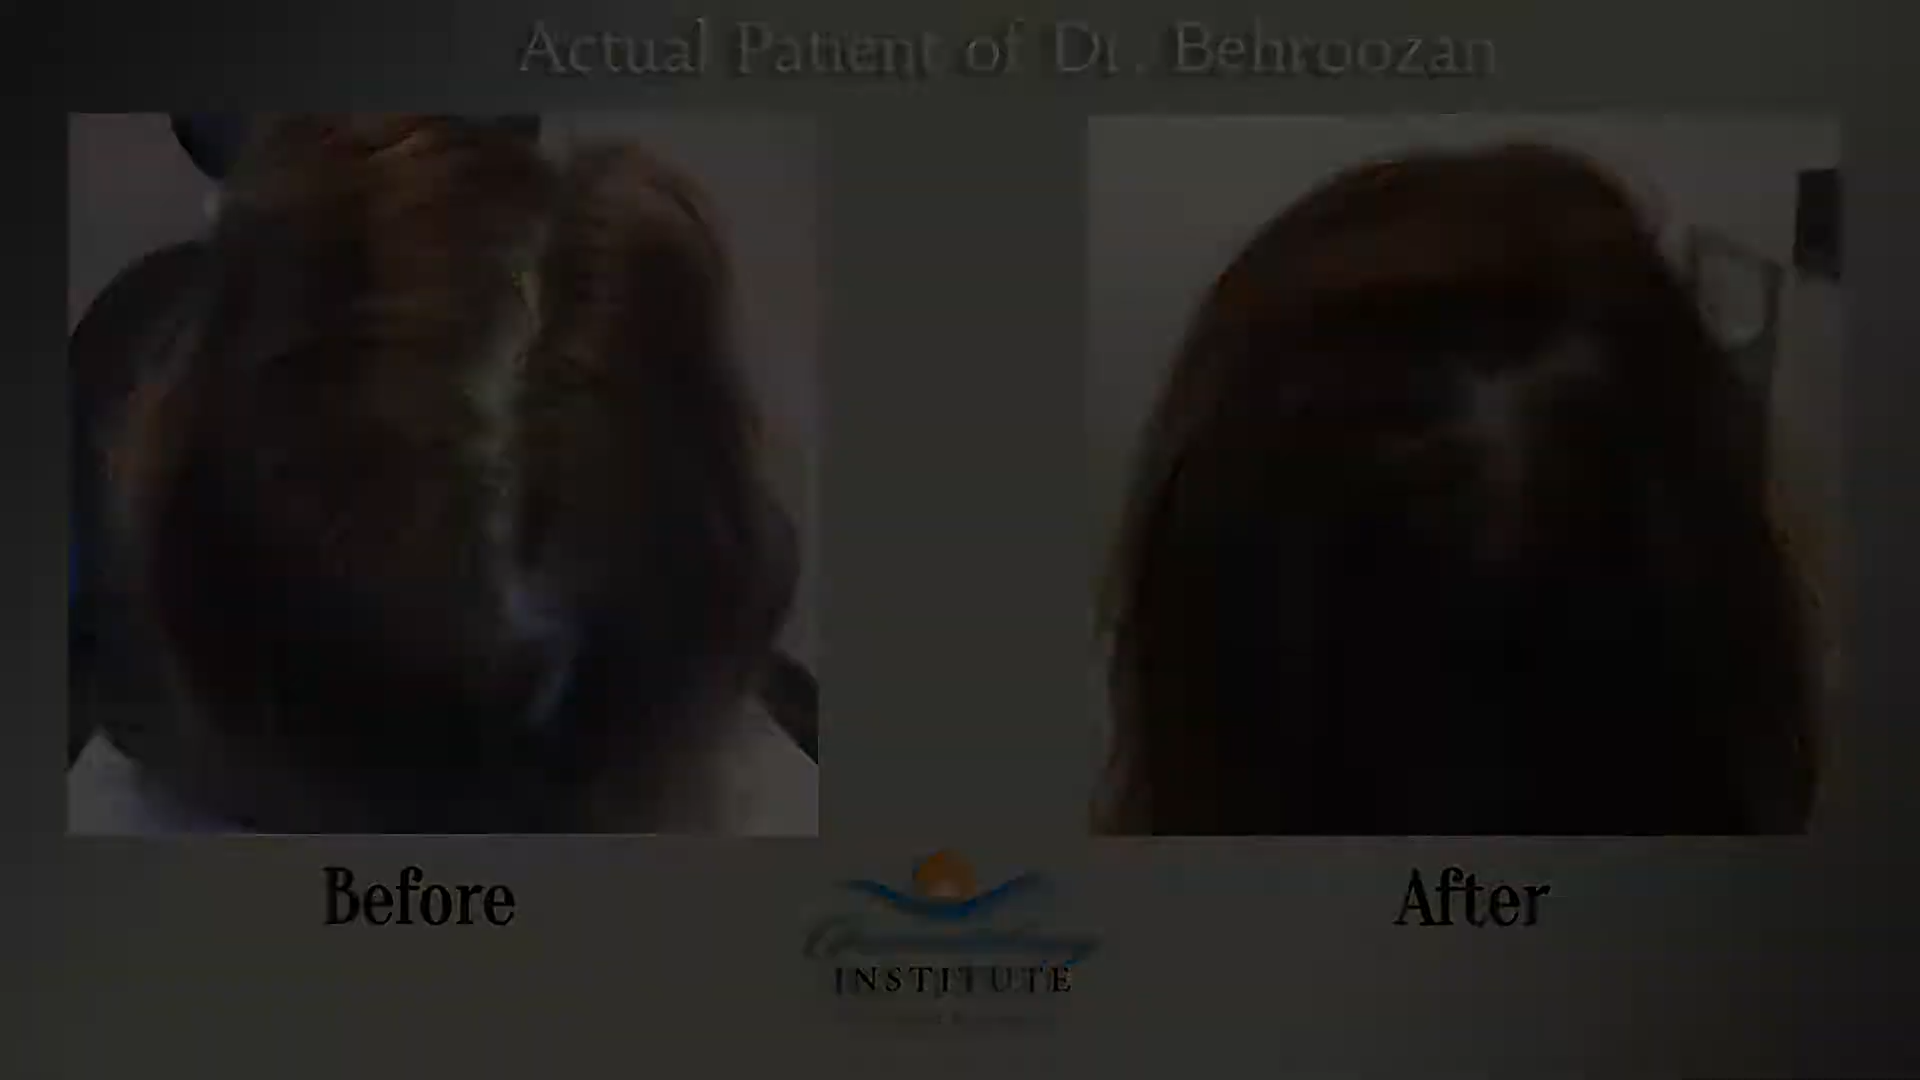 Actual Patient of Dr. Behroozan
Before
After
INSTITUTE